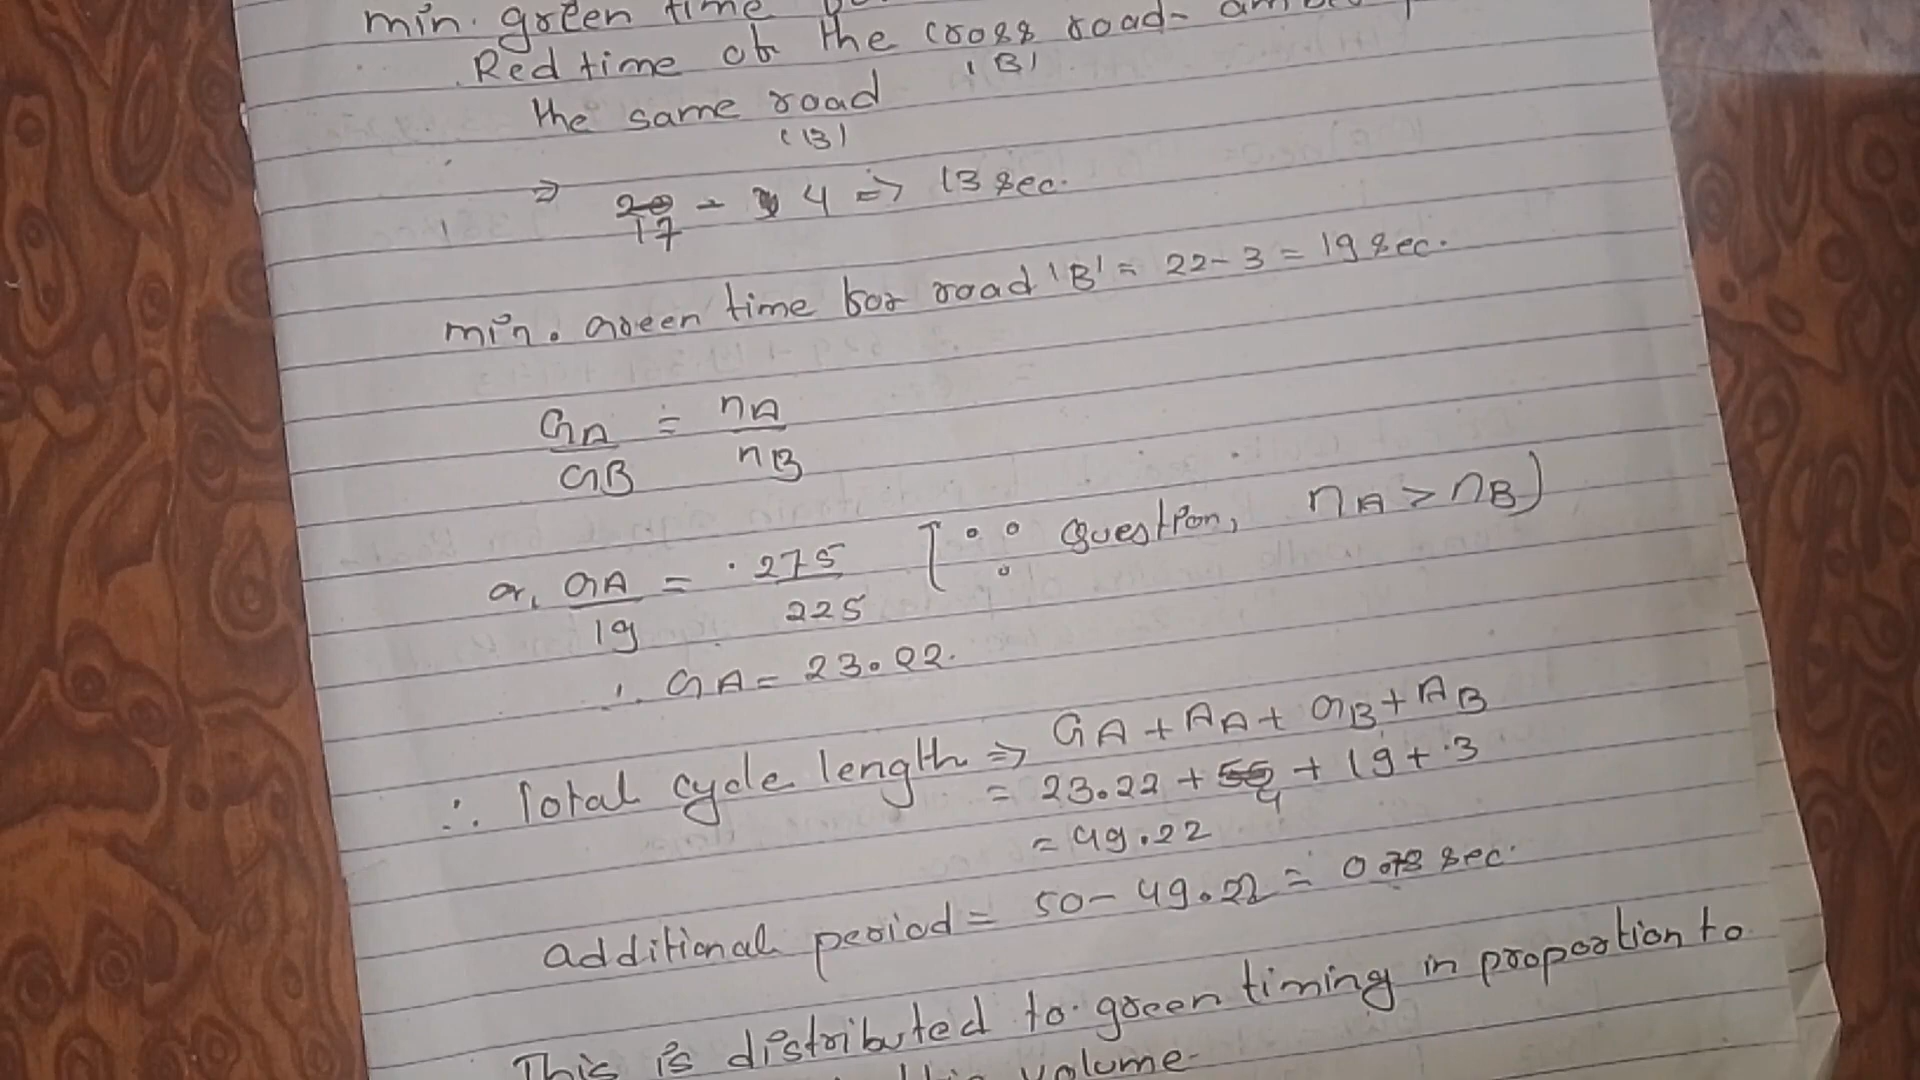 min. green time
Red time of the cross road -
'B'
the same road
(B)
⇒ 17 - 4 => 13 sec.
min. green time for road 'B' = 22 - 3 = 19 sec.
GA/GB = nA/nB
or, GA/19 = 275/225 [∵ question, nA > nB)
∴ GA = 23.22.
∴ Total cycle length ⇒ GA + AA + GB + AB
= 23.22 + 4 + 19 + 3
= 49.22
additional period = 50 - 49.22 = 0.78 sec.
This is distributed to green timing in proportion to
volume.